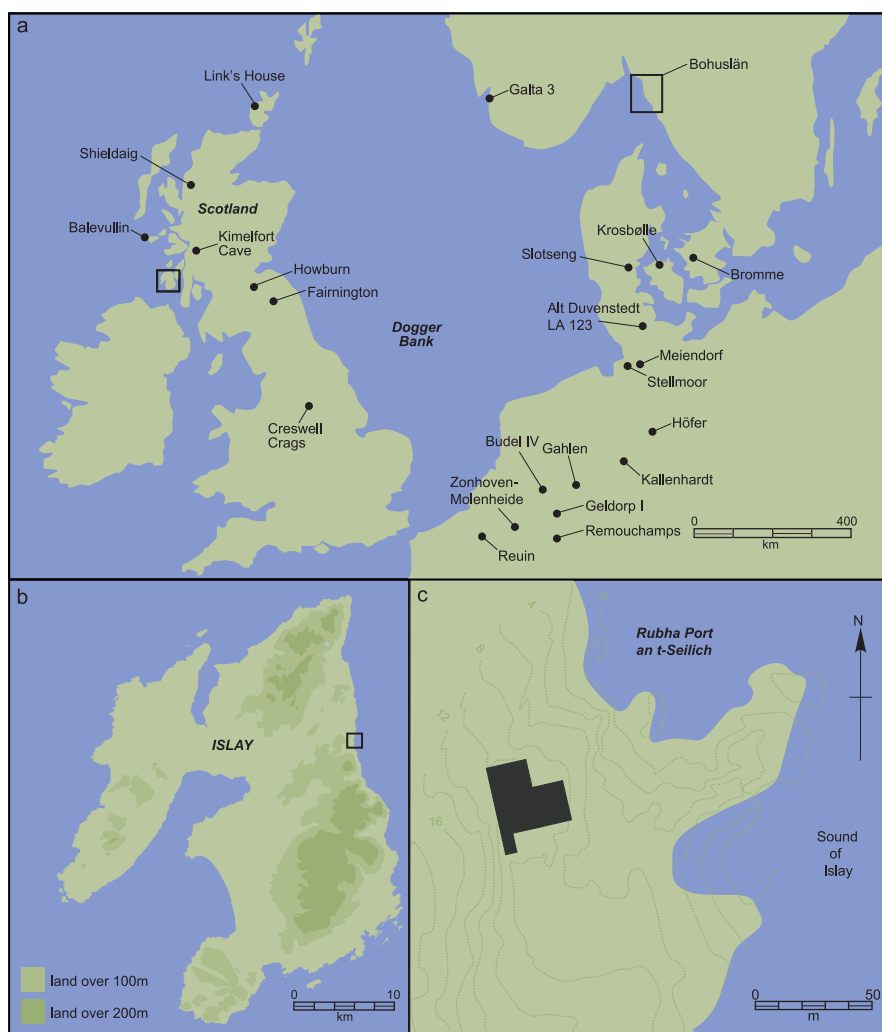 a
Link's House
Galta 3
Bohuslän
Shieldaig
Scotland
Balevullin
Kimelfort
Cave
Howburn
Fairnington
Krosbølle
Slotseng
Bromme
Dogger
Bank
Alt Duvenstedt
LA 123
Meiendorf
Stellmoor
Creswell
Crags
Höfer
Budel IV
Gahlen
Kallenhardt
Zonhoven-
Molenheide
Geldorp I
Remouchamps
Reuin
0
400
km
b
ISLAY
land over 100m
land over 200m
0
10
km
c
0
4
8
12
16
Rubha Port
an t-Seilich
N
Sound
of
Islay
0
50
m